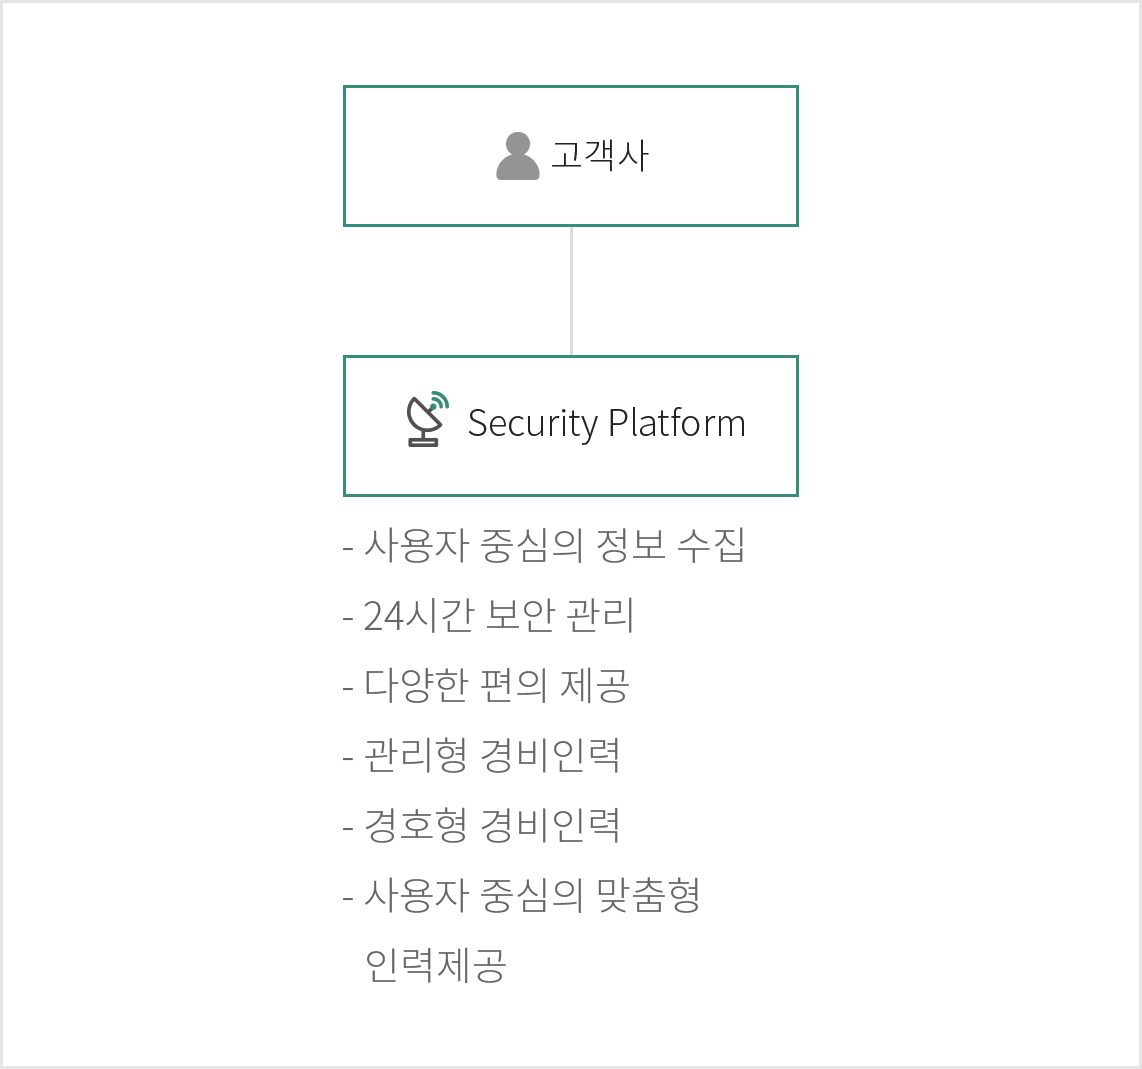 고객사
Security Platform
- 사용자 중심의 정보 수집
- 24시간 보안 관리
- 다양한 편의 제공
- 관리형 경비인력
- 경호형 경비인력
- 사용자 중심의 맞춤형
인력제공